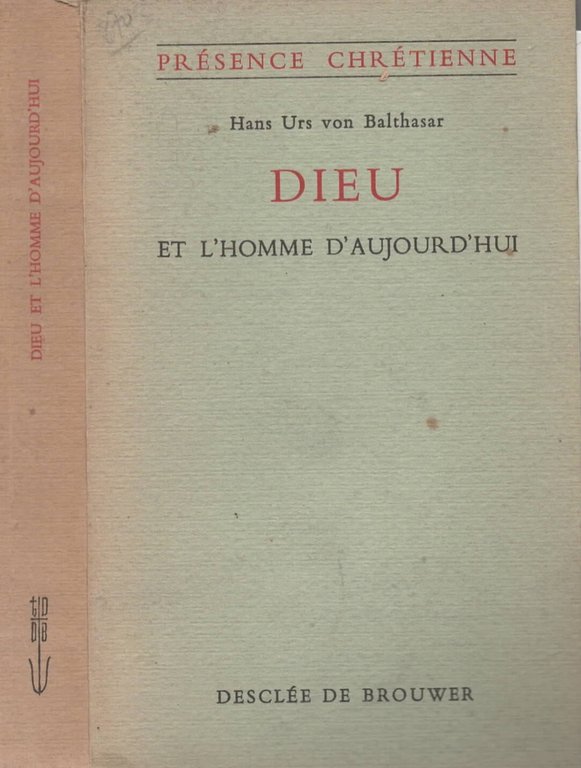 PRÉSENCE CHRÉTIENNE
Hans Urs von Balthasar
DIEU
ET L'HOMME D'AUJOURD'HUI
DESCLÉE DE BROUWER
DIEU ET L'HOMME D'AUJOURD'HUI